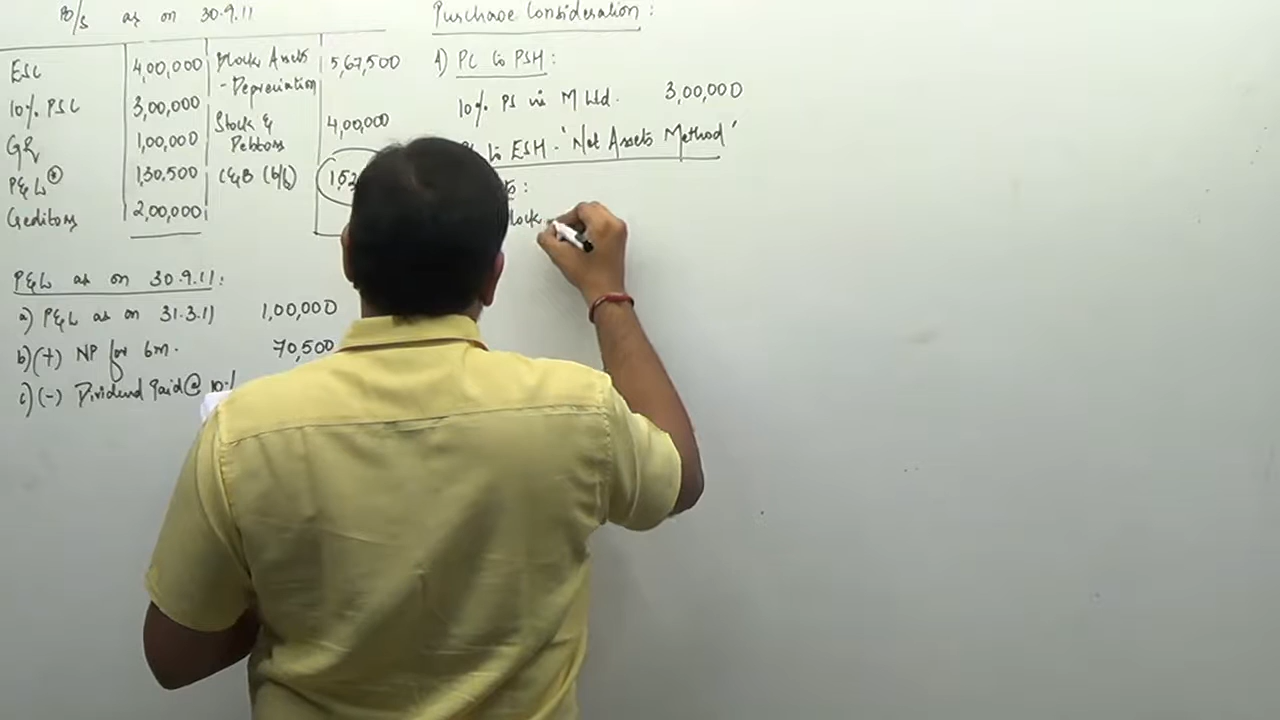 B/S as on 30.9.11
ESC 4,00,000 Block Assets 5,67,500
- Depreciation
10% PSC 3,00,000
Stock & Debtors 4,00,000
GR 1,00,000
P&L 1,30,500 C&B (b/f)
Creditors 2,00,000
P&L as on 30.9.11:
a) P&L as on 31.3.11 1,00,000
b) (+) NP for 6m. 70,500
c) (-) Dividend Paid @ 10%
Purchase Consideration:
1) PC to PSH:
10% PS in M Ltd. 3,00,000
to ESH - 'Net Assets Method'
Block